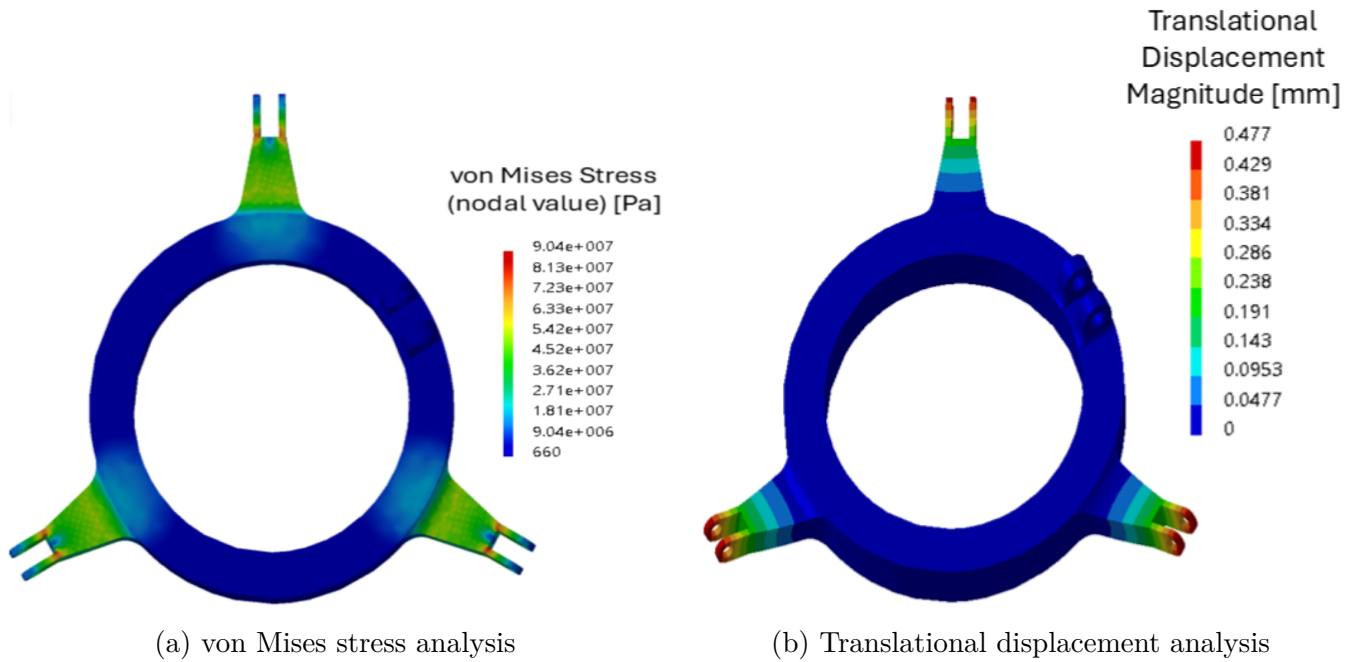 von Mises Stress
(nodal value) [Pa]
9.04e+007
8.13e+007
7.23e+007
6.33e+007
5.42e+007
4.52e+007
3.62e+007
2.71e+007
1.81e+007
9.04e+006
660
Translational
Displacement
Magnitude [mm]
0.477
0.429
0.381
0.334
0.286
0.238
0.191
0.143
0.0953
0.0477
0
(a) von Mises stress analysis
(b) Translational displacement analysis